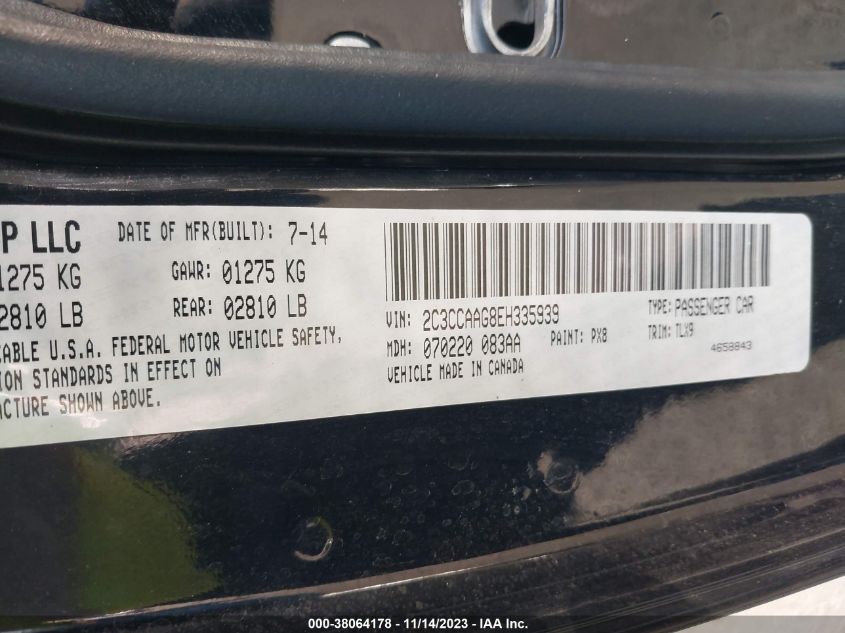 P LLC DATE OF MFR(BUILT): 7-14
1275 KG GAWR: 01275 KG
2810 LB REAR: 02810 LB
CABLE U.S.A. FEDERAL MOTOR VEHICLE SAFETY,
ION STANDARDS IN EFFECT ON
ACTURE SHOWN ABOVE.
VIN: 2C3CCAAG8EH335939 TYPE: PASSENGER CAR
MDH: 070220 083AA PAINT: PX8 TRIM: TLX9
VEHICLE MADE IN CANADA 4658843
000-38064178 - 11/14/2023 - IAA Inc.